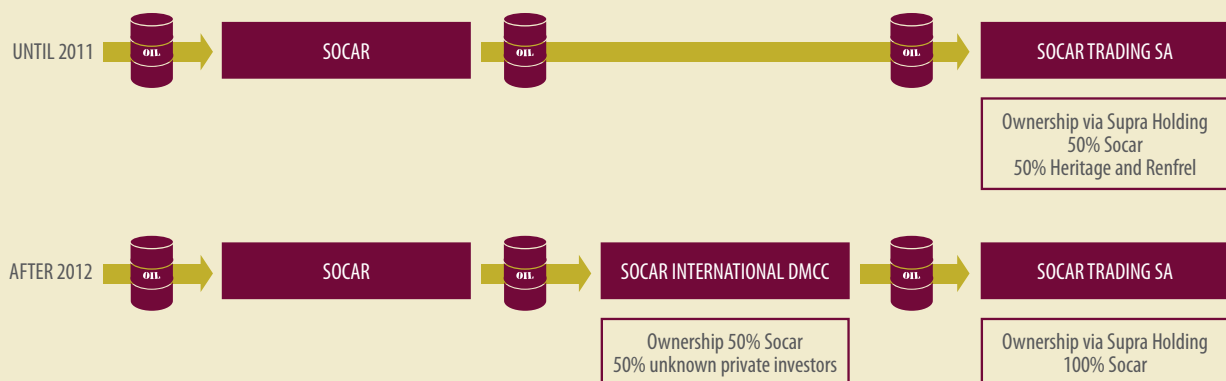 UNTIL 2011
OIL
SOCAR
OIL
OIL
SOCAR TRADING SA
Ownership via Supra Holding
50% Socar
50% Heritage and Renfrel
AFTER 2012
OIL
SOCAR
OIL
SOCAR INTERNATIONAL DMCC
OIL
SOCAR TRADING SA
Ownership 50% Socar
50% unknown private investors
Ownership via Supra Holding
100% Socar